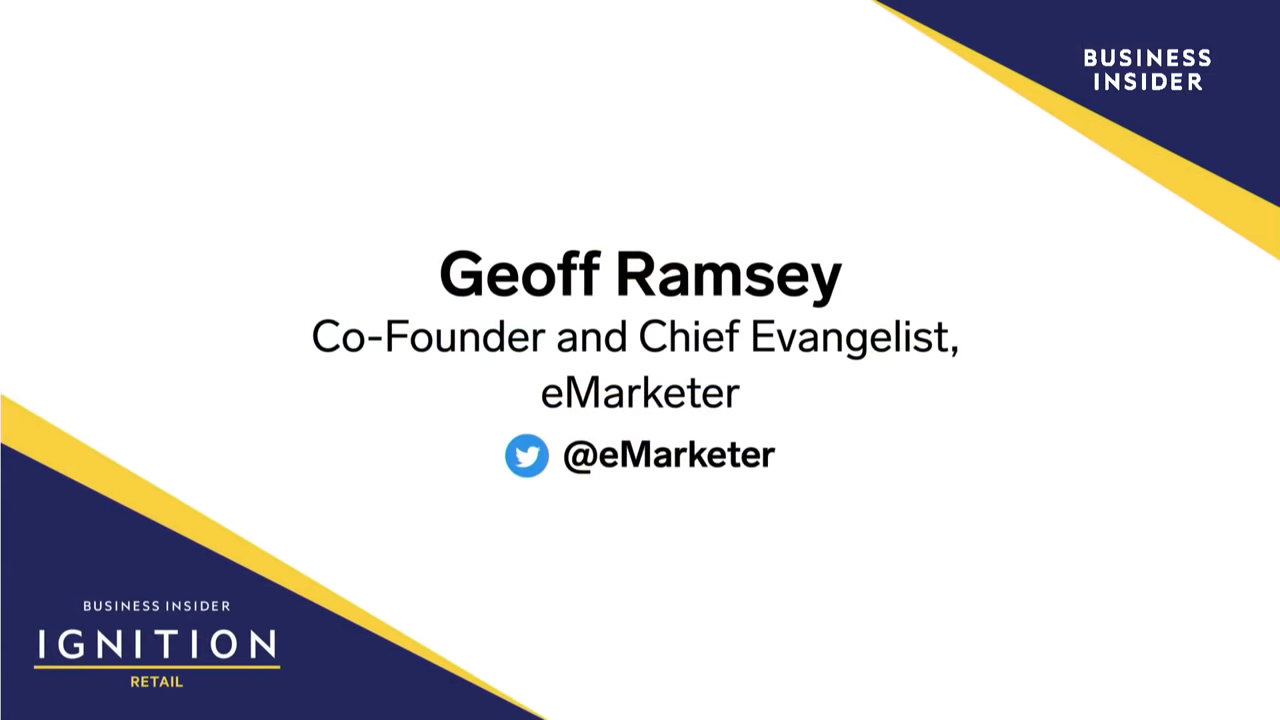 BUSINESS
INSIDER
Geoff Ramsey
Co-Founder and Chief Evangelist,
eMarketer
@eMarketer
BUSINESS INSIDER
IGNITION
RETAIL